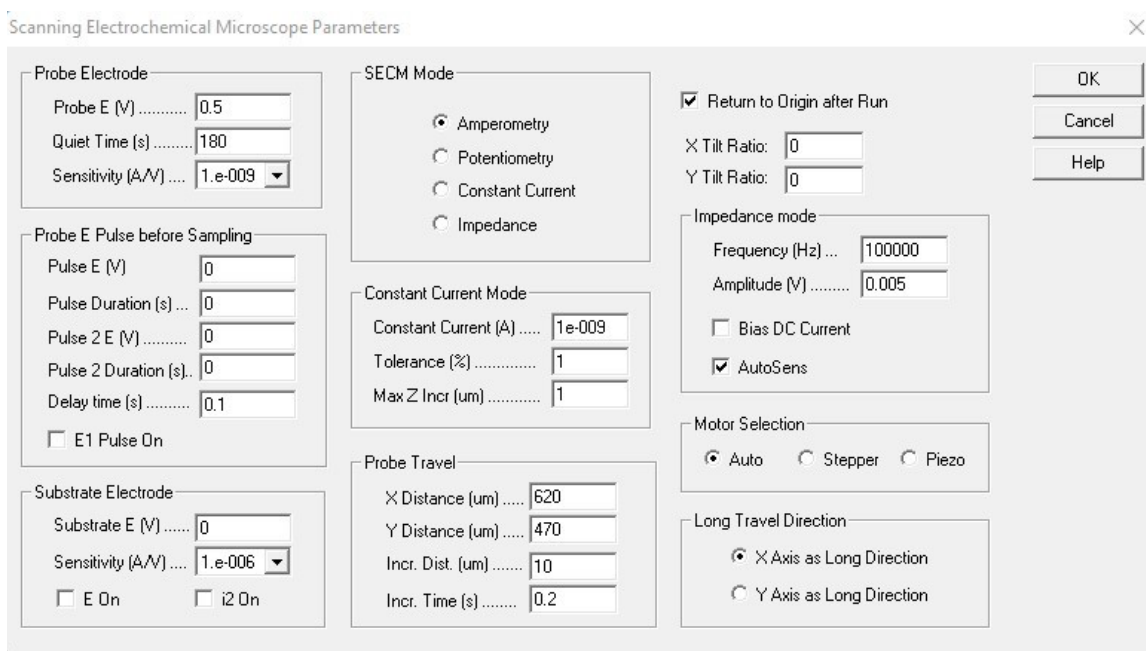 Scanning Electrochemical Microscope Parameters
Probe Electrode
Probe E (V) .......... 0.5
Quiet Time (s) ......... 180
Sensitivity (A/V) .... 1.e-009
Probe E Pulse before Sampling
Pulse E (V) 0
Pulse Duration (s) ... 0
Pulse 2 E (V) ......... 0
Pulse 2 Duration (s).. 0
Delay time (s) .......... 0.1
E1 Pulse On
Substrate Electrode
Substrate E (V) ...... 0
Sensitivity (A/V) .... 1.e-006
E On i2 On
SECM Mode
Amperometry
Potentiometry
Constant Current
Impedance
Constant Current Mode
Constant Current (A) ..... 1e-009
Tolerance (%) .............. 1
Max Z Incr (um) ............ 1
Probe Travel
X Distance (um) ..... 620
Y Distance (um) ..... 470
Incr. Dist. (um) ....... 10
Incr. Time (s) ........ 0.2
Return to Origin after Run
X Tilt Ratio: 0
Y Tilt Ratio: 0
Impedance mode
Frequency (Hz) ... 100000
Amplitude (V) ......... 0.005
Bias DC Current
AutoSens
Motor Selection
Auto Stepper Piezo
Long Travel Direction
X Axis as Long Direction
Y Axis as Long Direction
OK
Cancel
Help